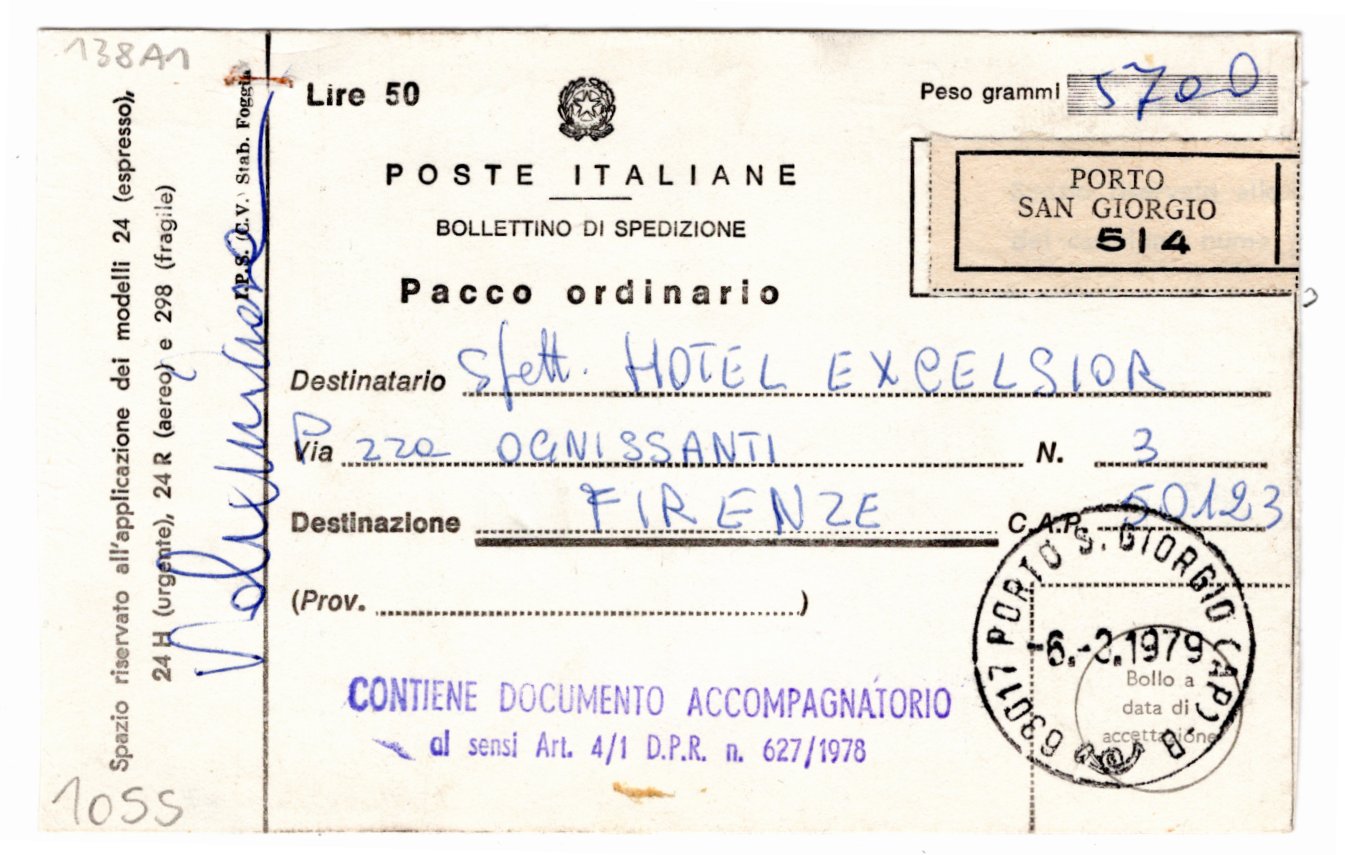 138A1
Lire 50
Peso grammi 5700
POSTE ITALIANE
BOLLETTINO DI SPEDIZIONE
Pacco ordinario
PORTO
SAN GIORGIO
514
Destinatario Spett. HOTEL EXCELSIOR
Via P zza OGNISSANTI N. 3
Destinazione FIRENZE C.A.P. 50123
(Prov. )
CONTIENE DOCUMENTO ACCOMPAGNATORIO
al sensi Art. 4/1 D.P.R. n. 627/1978
63017 PORTO S. GIORGIO (AP) B
-6.-3.1979
Bollo a
data di
accettazione
Spazio riservato all'applicazione dei modelli 24 (espresso),
24 H (urgente), 24 R (aereo) e 298 (fragile)
I.P.S. (C.V.) Stab. Foggia
1055